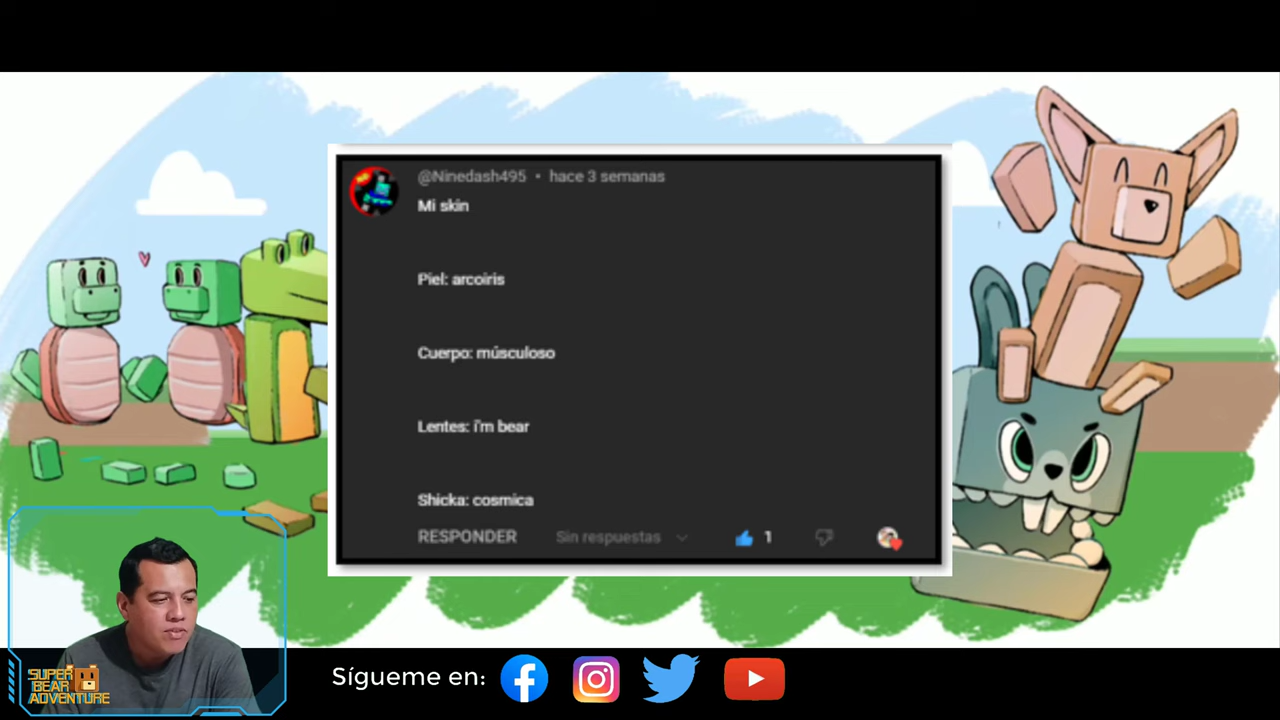 @Ninedash495 • hace 3 semanas
Mi skin
Piel: arcoiris
Cuerpo: músculoso
Lentes: i'm bear
Shicka: cosmica
RESPONDER Sin respuestas 1
SUPER
BEAR
ADVENTURE
Sígueme en: